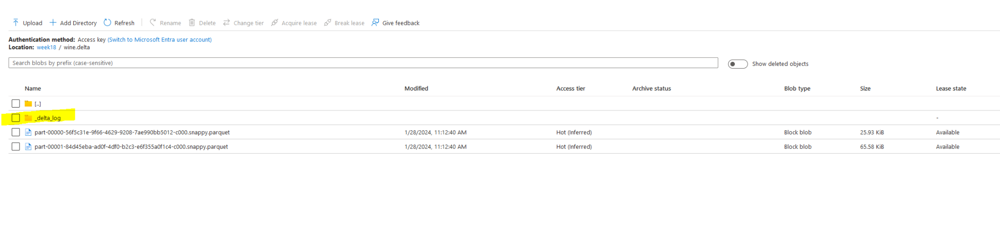 Upload Add Directory Refresh Rename Delete Change tier Acquire lease Break lease Give feedback
Authentication method: Access key (Switch to Microsoft Entra user account)
Location: week18 / wine.delta
Search blobs by prefix (case-sensitive) Show deleted objects
Name Modified Access tier Archive status Blob type Size Lease state
[..]
_delta_log -
part-00000-56f5c31e-9f66-4629-9208-7ae990bb5012-c000.snappy.parquet 1/28/2024, 11:12:40 AM Hot (Inferred) Block blob 25.93 KiB Available
part-00001-84d45eba-ad0f-4df0-b2c3-e6f355a0f1c4-c000.snappy.parquet 1/28/2024, 11:12:40 AM Hot (Inferred) Block blob 65.58 KiB Available